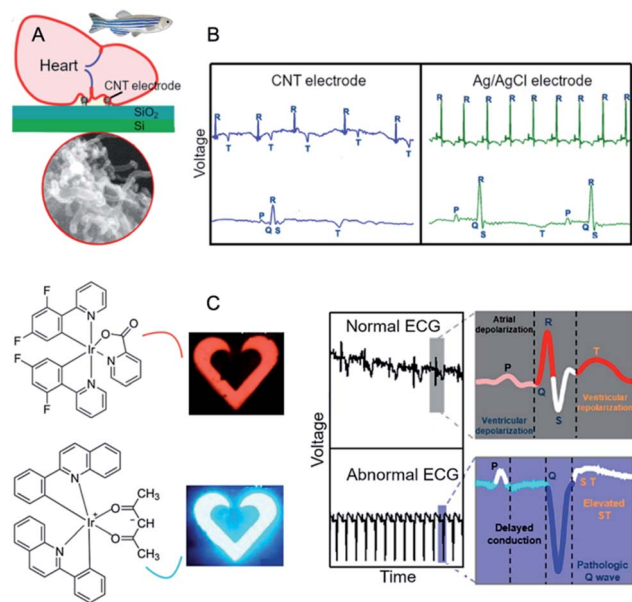 A
Heart
CNT electrode
SiO2
Si
B
Voltage
CNT electrode
R R R R R
T T T T
R
P
Q S
T
Ag/AgCl electrode
R R R R R R R R R
R R
P P
Q S T Q S
C
F
N
O
O
F
Ir
F
N
N
F
N
CH3
O
Ir+
-
O
N
CH3
Voltage
Normal ECG
Abnormal ECG
Time
Atrial depolarization
R
P
T
Q
Ventricular repolarization
Ventricular depolarization
S
P
Q
S T
Elevated ST
Delayed conduction
Pathologic Q wave